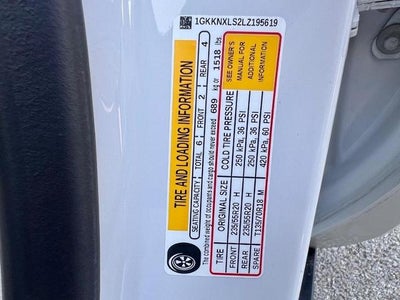 1GKKNXLS2LZ195619
TIRE AND LOADING INFORMATION
SEATING CAPACITY TOTAL 6 FRONT 2 REAR 4
The combined weight of occupants and cargo should never exceed 689 kg or 1518 lbs.
TIRE ORIGINAL SIZE COLD TIRE PRESSURE
FRONT 235/55R20 H 250 kPa, 36 PSI
REAR 235/55R20 H 250 kPa, 36 PSI
SPARE T135/70R18 M 420 kPa, 60 PSI
SEE OWNER'S
MANUAL FOR
ADDITIONAL
INFORMATION